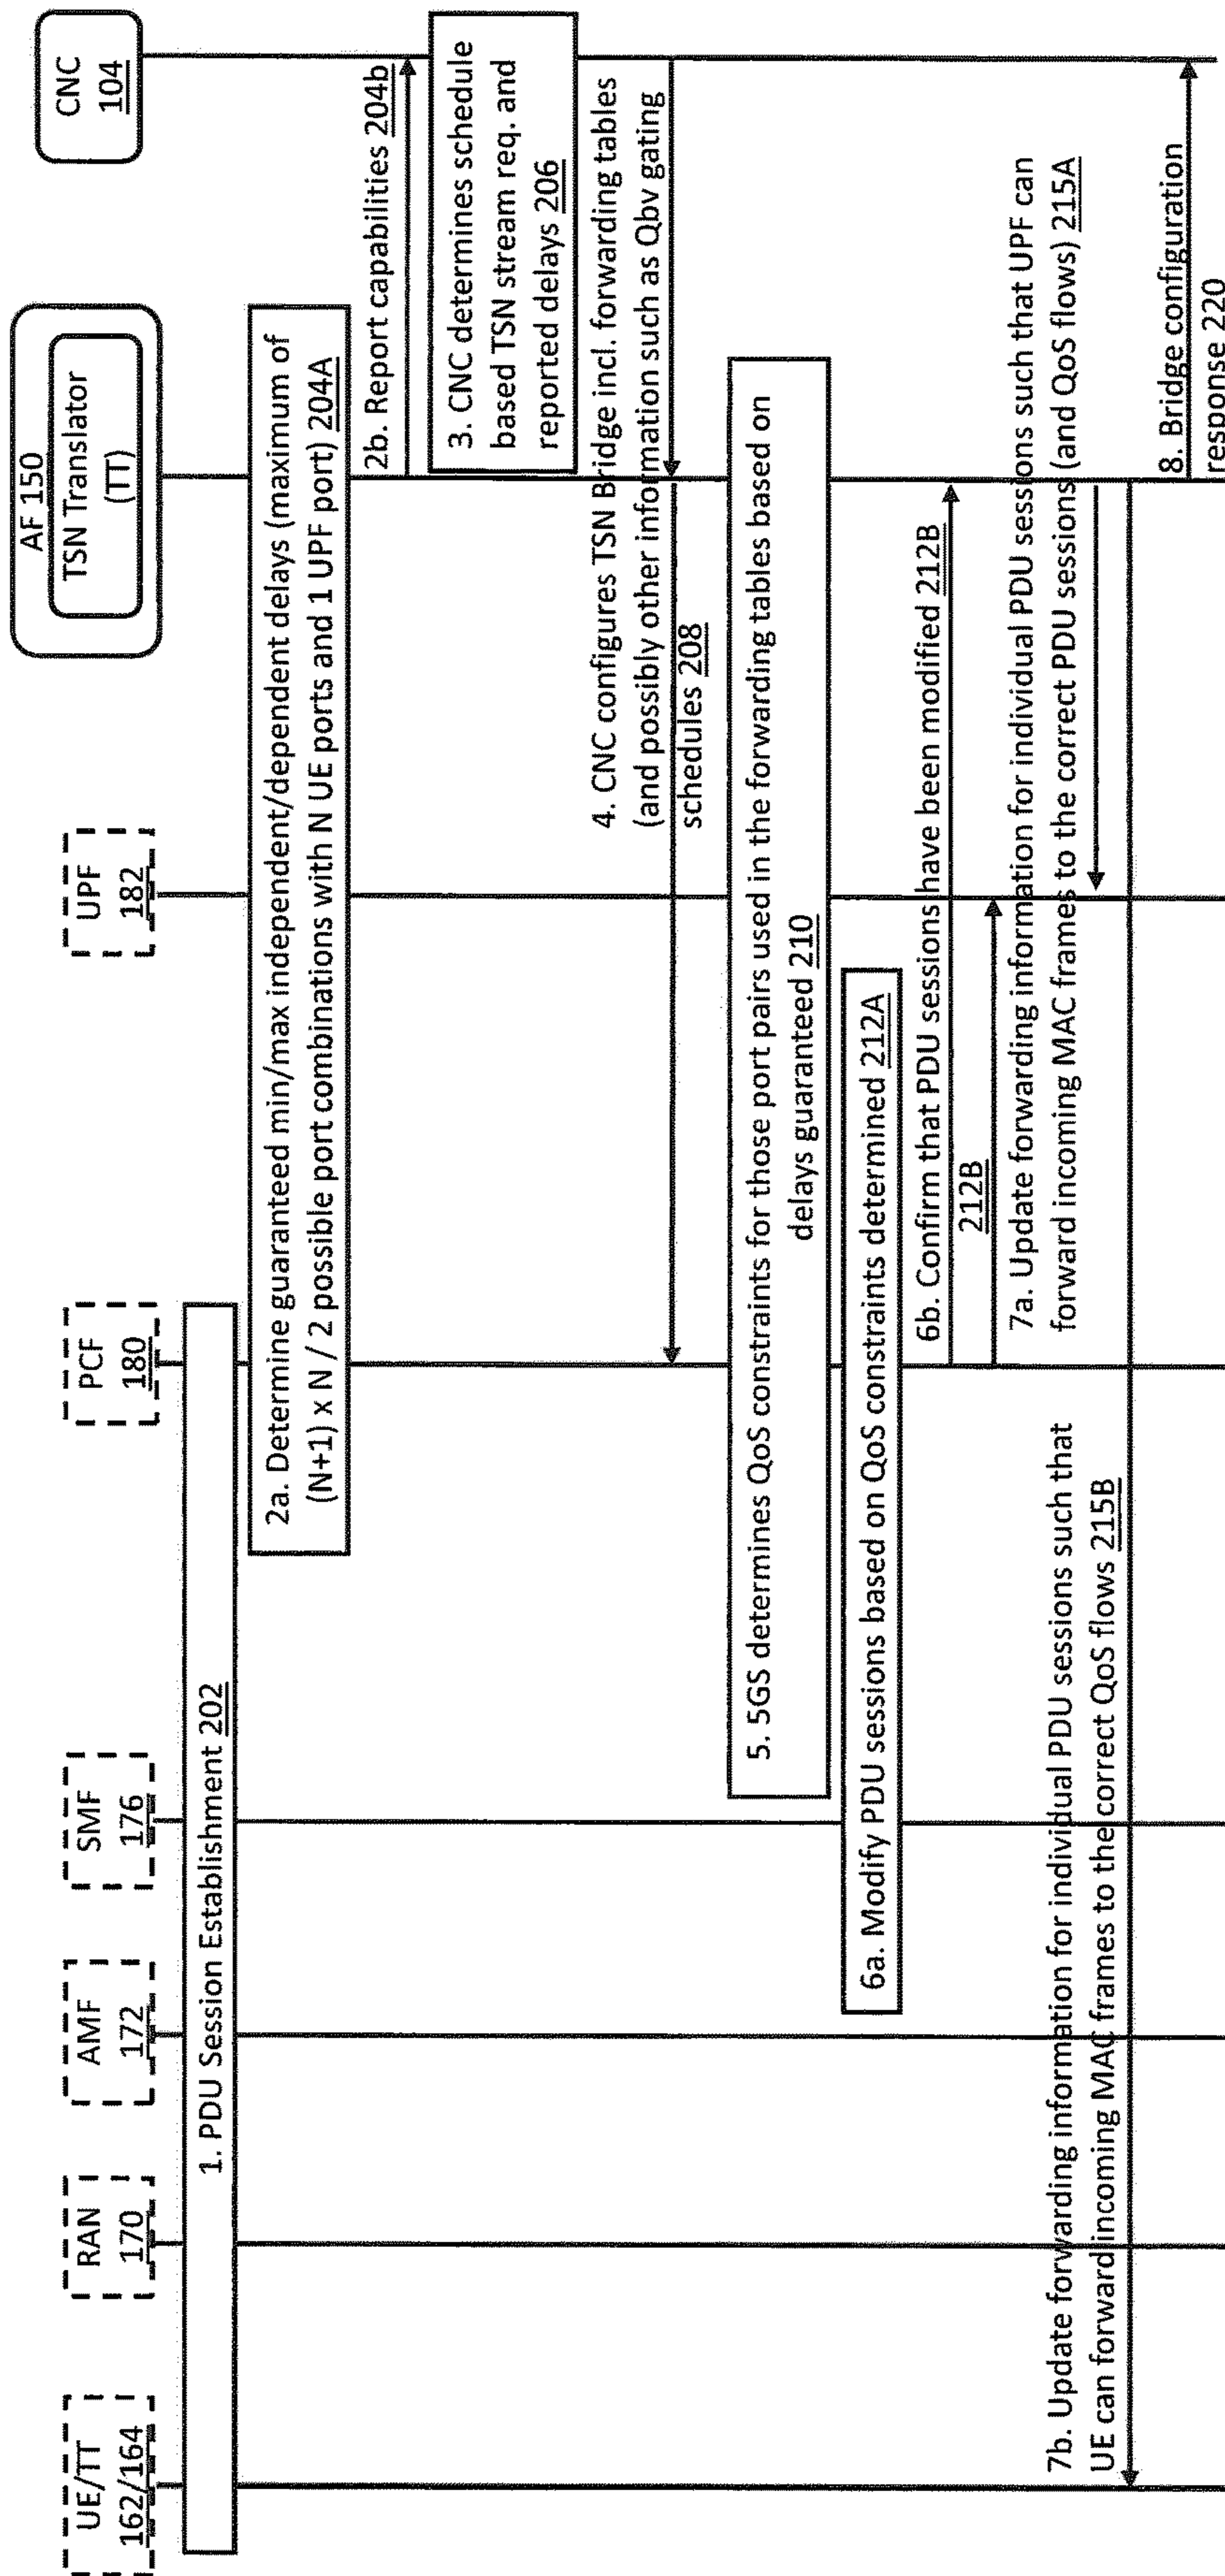 UE/TT
162/164
RAN
170
AMF
172
SMF
176
PCF
180
UPF
182
AF 150
TSN Translator
(TT)
CNC
104
1. PDU Session Establishment 202
2a. Determine guaranteed min/max independent/dependent delays (maximum of
(N+1) x N / 2 possible port combinations with N UE ports and 1 UPF port) 204A
2b. Report capabilities 204b
3. CNC determines schedule
based TSN stream req. and
reported delays 206
4. CNC configures TSN Bridge incl. forwarding tables
(and possibly other information such as Qbv gating
schedules 208
5. 5GS determines QoS constraints for those port pairs used in the forwarding tables based on
delays guaranteed 210
6a. Modify PDU sessions based on QoS constraints determined 212A
6b. Confirm that PDU sessions have been modified 212B
212B
7a. Update forwarding information for individual PDU sessions such that UPF can
forward incoming MAC frames to the correct PDU sessions (and QoS flows) 215A
7b. Update forwarding information for individual PDU sessions such that
UE can forward incoming MAC frames to the correct QoS flows 215B
8. Bridge configuration
response 220